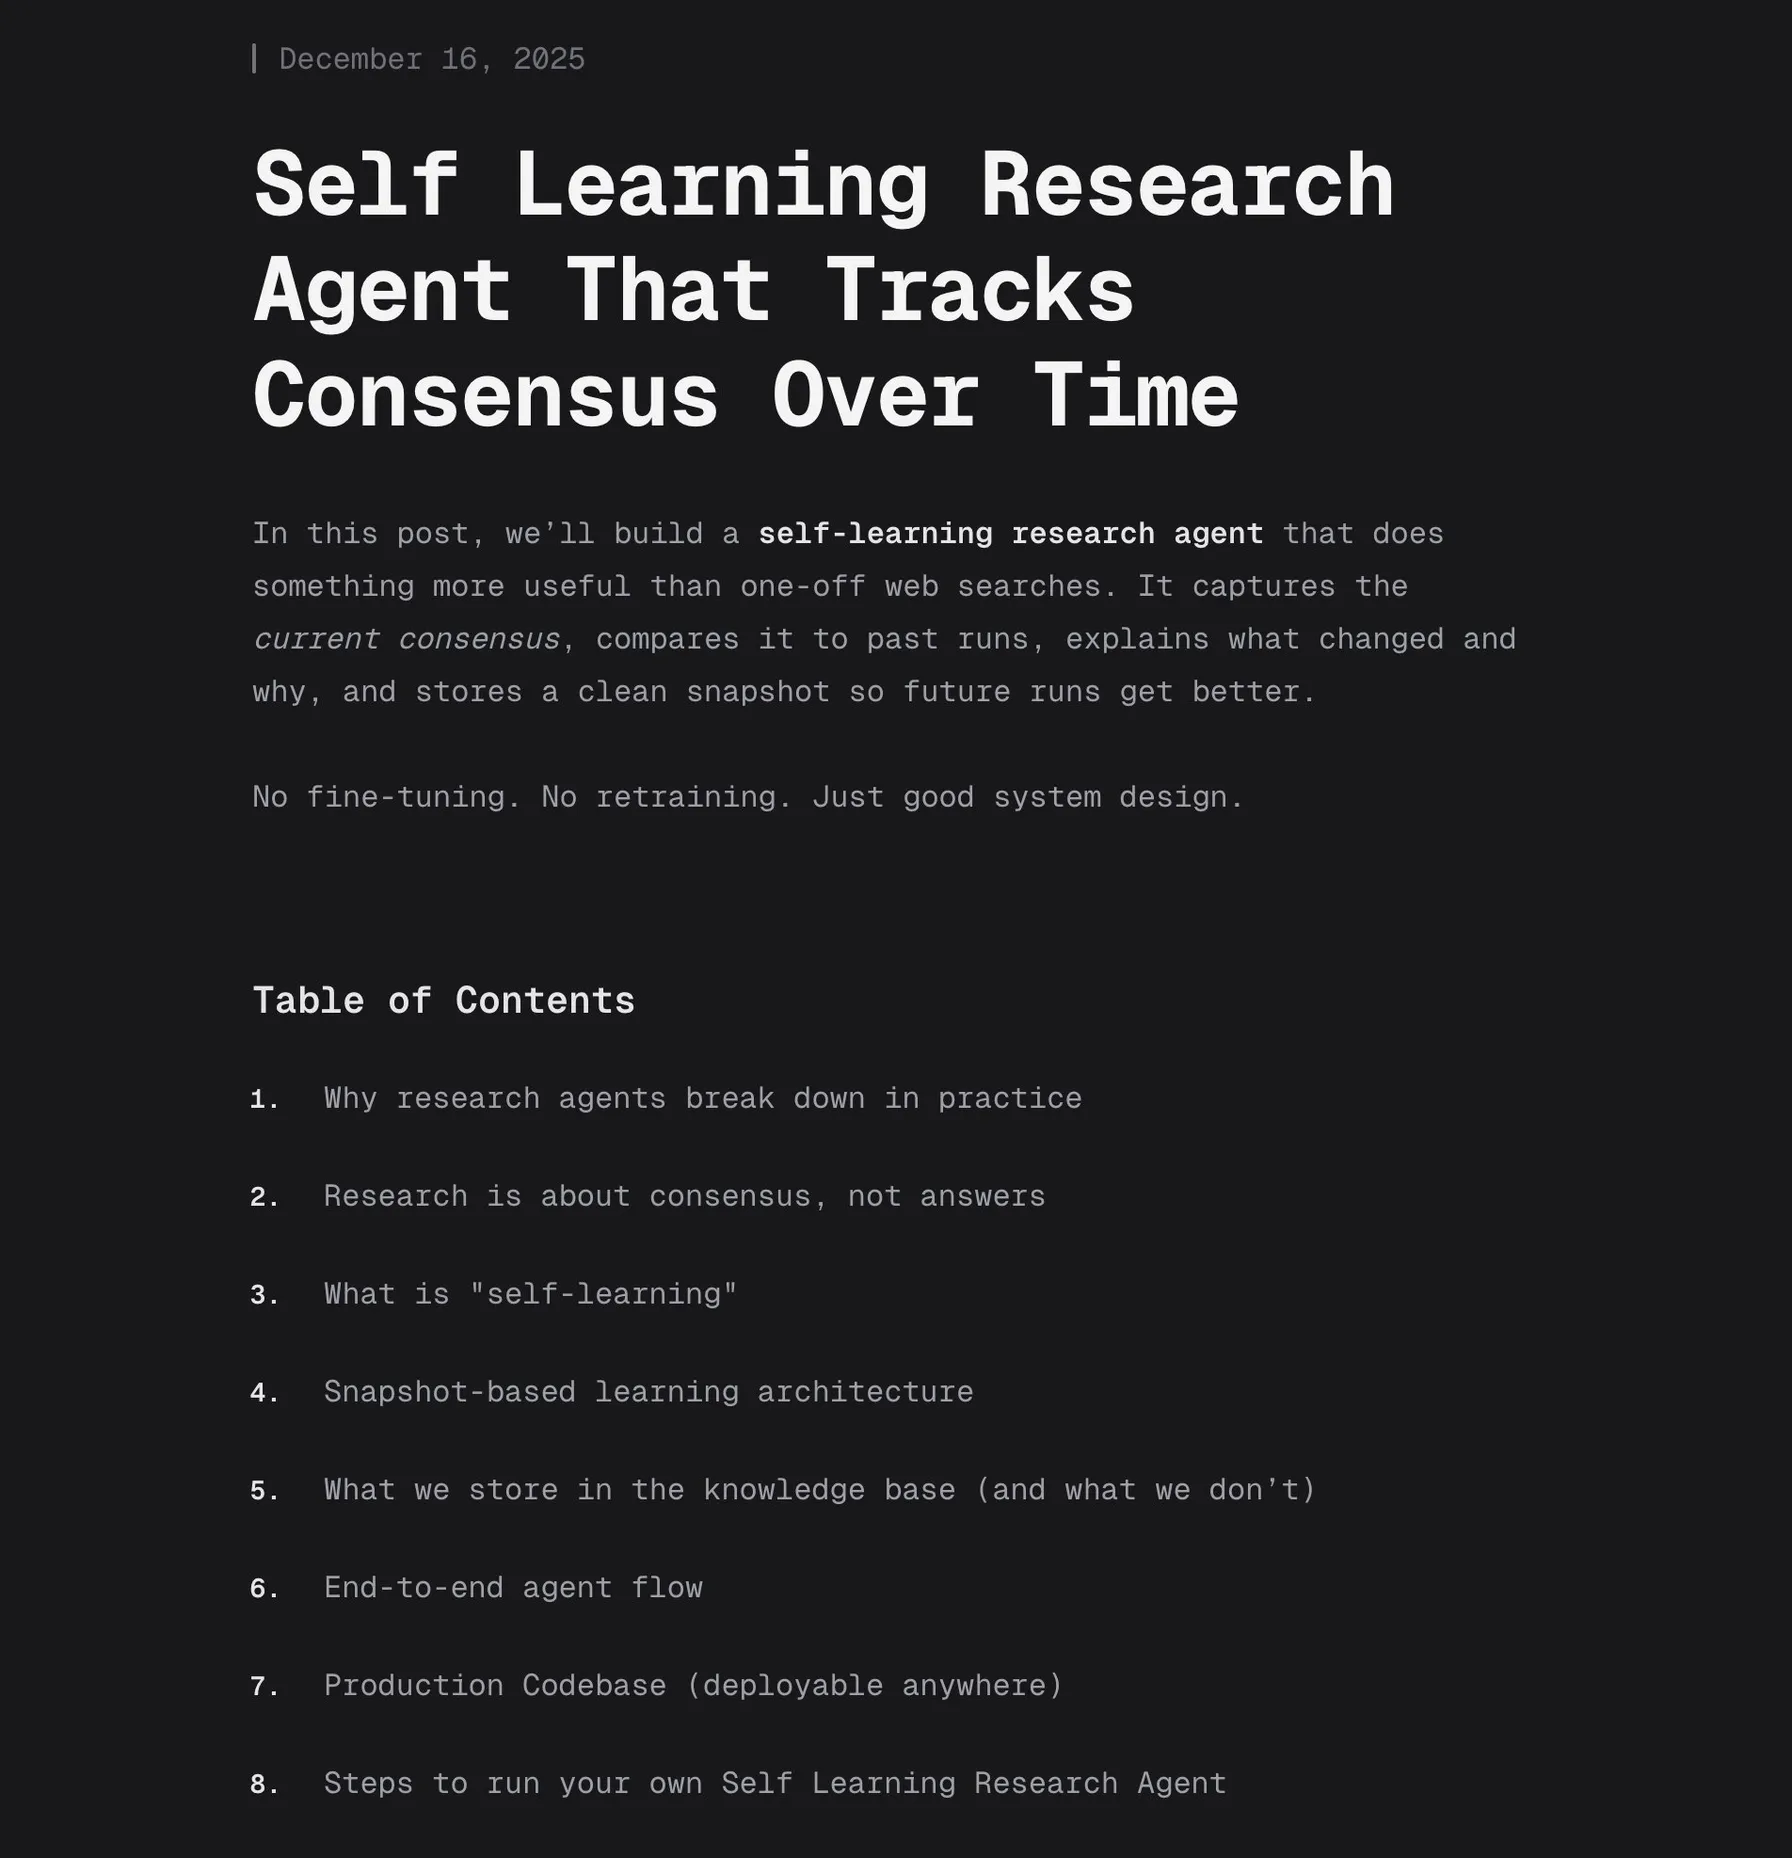 December 16, 2025
Self Learning Research
Agent That Tracks
Consensus Over Time
In this post, we’ll build a self-learning research agent that does
something more useful than one-off web searches. It captures the
current consensus, compares it to past runs, explains what changed and
why, and stores a clean snapshot so future runs get better.
No fine-tuning. No retraining. Just good system design.
Table of Contents
1. Why research agents break down in practice
2. Research is about consensus, not answers
3. What is "self-learning"
4. Snapshot-based learning architecture
5. What we store in the knowledge base (and what we don’t)
6. End-to-end agent flow
7. Production Codebase (deployable anywhere)
8. Steps to run your own Self Learning Research Agent